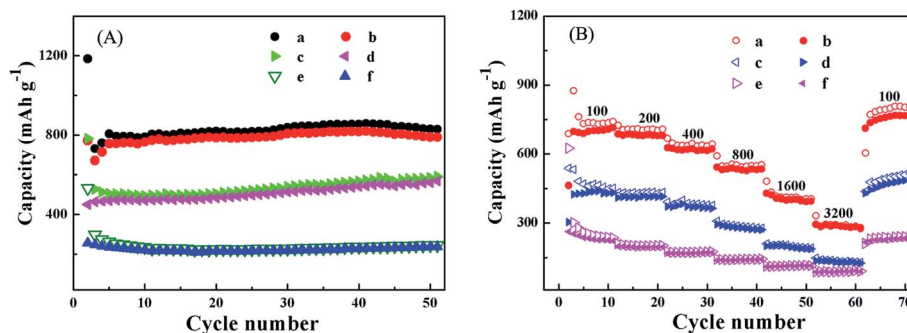 (A)
Capacity (mAh g-1)
1200
800
400
a b
c d
e f
0 10 20 30 40 50
Cycle number
(B)
Capacity (mAh g-1)
1200
900
600
300
a b
c d
e f
100 200 400 800 1600 3200 100
0 10 20 30 40 50 60 70
Cycle number